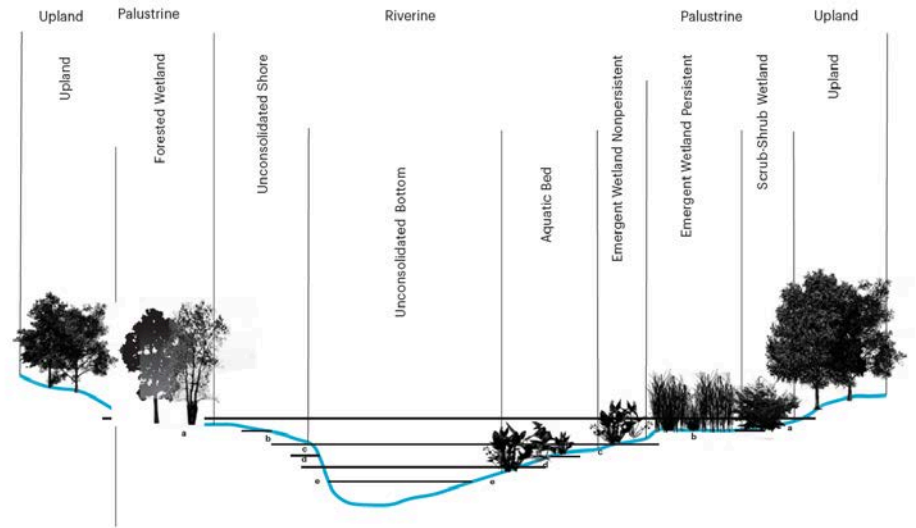 Upland
Palustrine
Riverine
Palustrine
Upland
Upland
Forested Wetland
Unconsolidated Shore
Unconsolidated Bottom
Aquatic Bed
Emergent Wetland Nonpersistent
Emergent Wetland Persistent
Scrub-Shrub Wetland
Upland
a
b
c
d
e
e
d
c
b
a